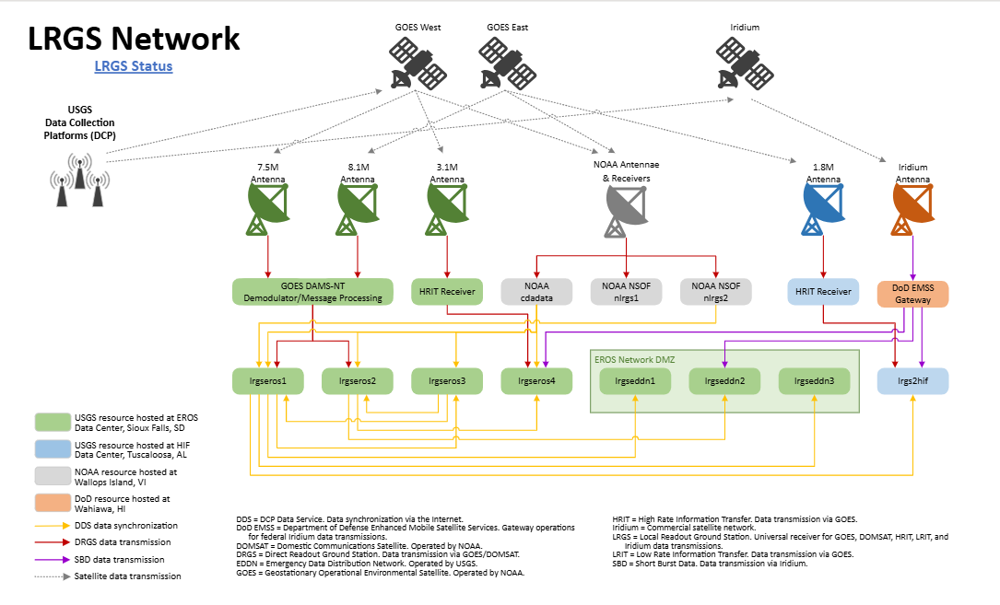 LRGS Network
LRGS Status
GOES West
GOES East
Iridium
USGS
Data Collection
Platforms (DCP)
7.5M
Antenna
8.1M
Antenna
3.1M
Antenna
NOAA Antennae
& Receivers
1.8M
Antenna
Iridium
Antenna
GOES DAMS-NT
Demodulator/Message Processing
HRIT Receiver
NOAA
cdadata
NOAA NSOF
nlrgs1
NOAA NSOF
nlrgs2
HRIT Receiver
DoD EMSS
Gateway
EROS Network DMZ
lrgseros1
lrgseros2
lrgseros3
lrgseros4
lrgseddn1
lrgseddn2
lrgseddn3
lrgs2hif
USGS resource hosted at EROS
Data Center, Sioux Falls, SD
USGS resource hosted at HIF
Data Center, Tuscaloosa, AL
NOAA resource hosted at
Wallops Island, VI
DoD resource hosted at
Wahiawa, HI
DDS data synchronization
DRGS data transmission
SBD data transmission
Satellite data transmission
DDS = DCP Data Service. Data synchronization via the Internet.
DoD EMSS = Department of Defense Enhanced Mobile Satellite Services. Gateway operations
for federal Iridium data transmissions.
DOMSAT = Domestic Communications Satellite. Operated by NOAA.
DRGS = Direct Readout Ground Station. Data transmission via GOES/DOMSAT.
EDDN = Emergency Data Distribution Network. Operated by USGS.
GOES = Geostationary Operational Environmental Satellite. Operated by NOAA.
HRIT = High Rate Information Transfer. Data transmission via GOES.
Iridium = Commercial satellite network.
LRGS = Local Readout Ground Station. Universal receiver for GOES, DOMSAT, HRIT, LRIT, and
Iridium data transmissions.
LRIT = Low Rate Information Transfer. Data transmission via GOES.
SBD = Short Burst Data. Data transmission via Iridium.